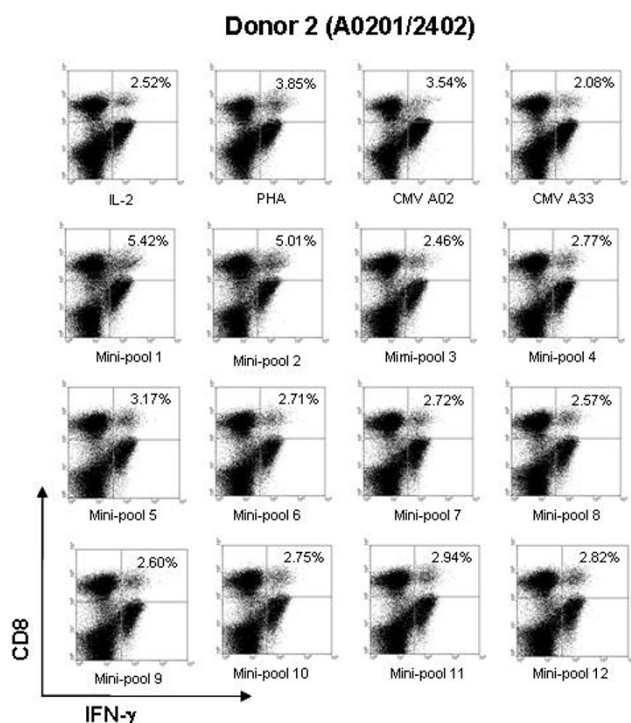 Donor 2 (A0201/2402)
2.52% 3.85% 3.54% 2.08%
IL-2 PHA CMV A02 CMV A33
5.42% 5.01% 2.46% 2.77%
Mini-pool 1 Mini-pool 2 Mimi-pool 3 Mini-pool 4
3.17% 2.71% 2.72% 2.57%
Mini-pool 5 Mini-pool 6 Mini-pool 7 Mini-pool 8
2.60% 2.75% 2.94% 2.82%
Mini-pool 9 Mini-pool 10 Mini-pool 11 Mini-pool 12
CD8
IFN-γ